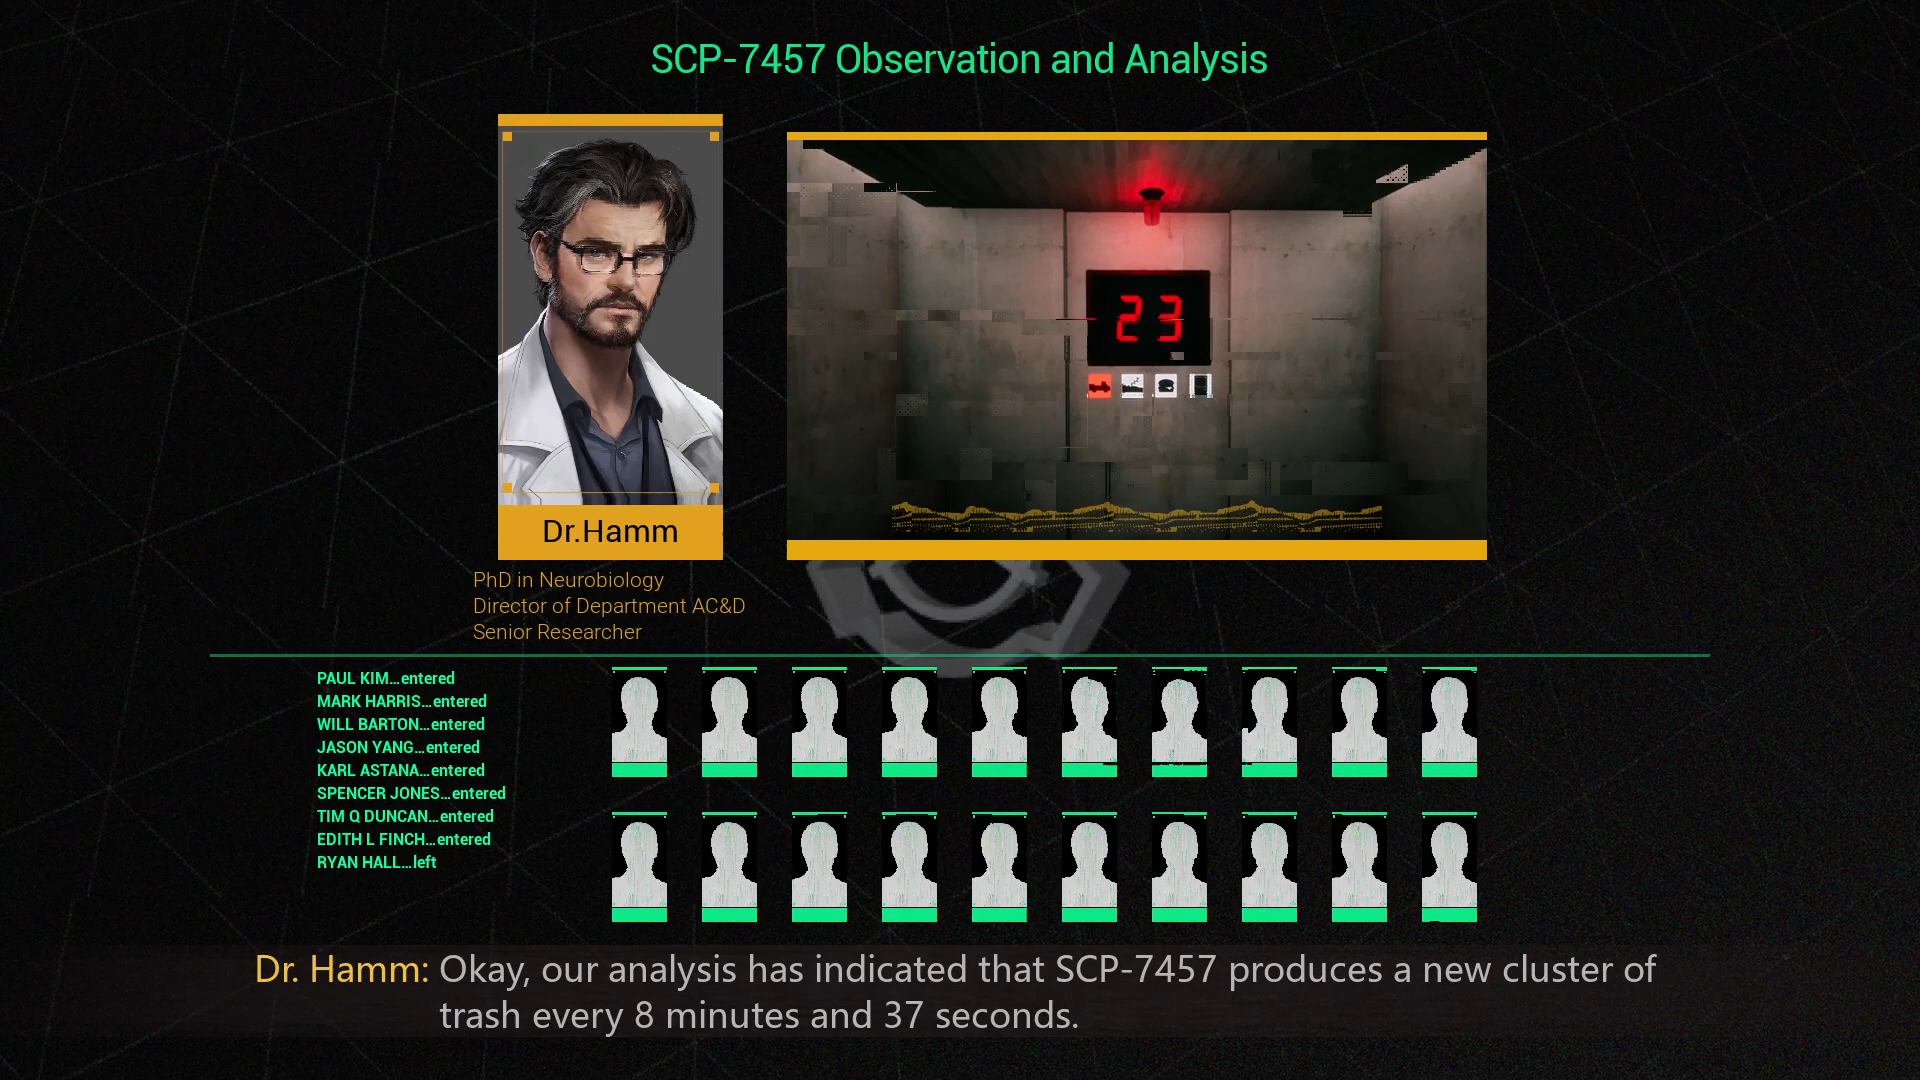 SCP-7457 Observation and Analysis
23
Dr.Hamm
PhD in Neurobiology
Director of Department AC&D
Senior Researcher
PAUL KIM...entered
MARK HARRIS...entered
WILL BARTON...entered
JASON YANG...entered
KARL ASTANA...entered
SPENCER JONES...entered
TIM Q DUNCAN...entered
EDITH L FINCH...entered
RYAN HALL...left
Dr. Hamm: Okay, our analysis has indicated that SCP-7457 produces a new cluster of
trash every 8 minutes and 37 seconds.